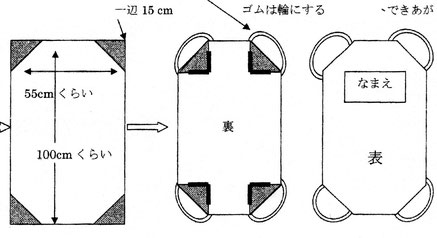 一辺 15 cm
ゴムは輪にする
、できあが
55cm くらい
なまえ
裏
表
100cm くらい